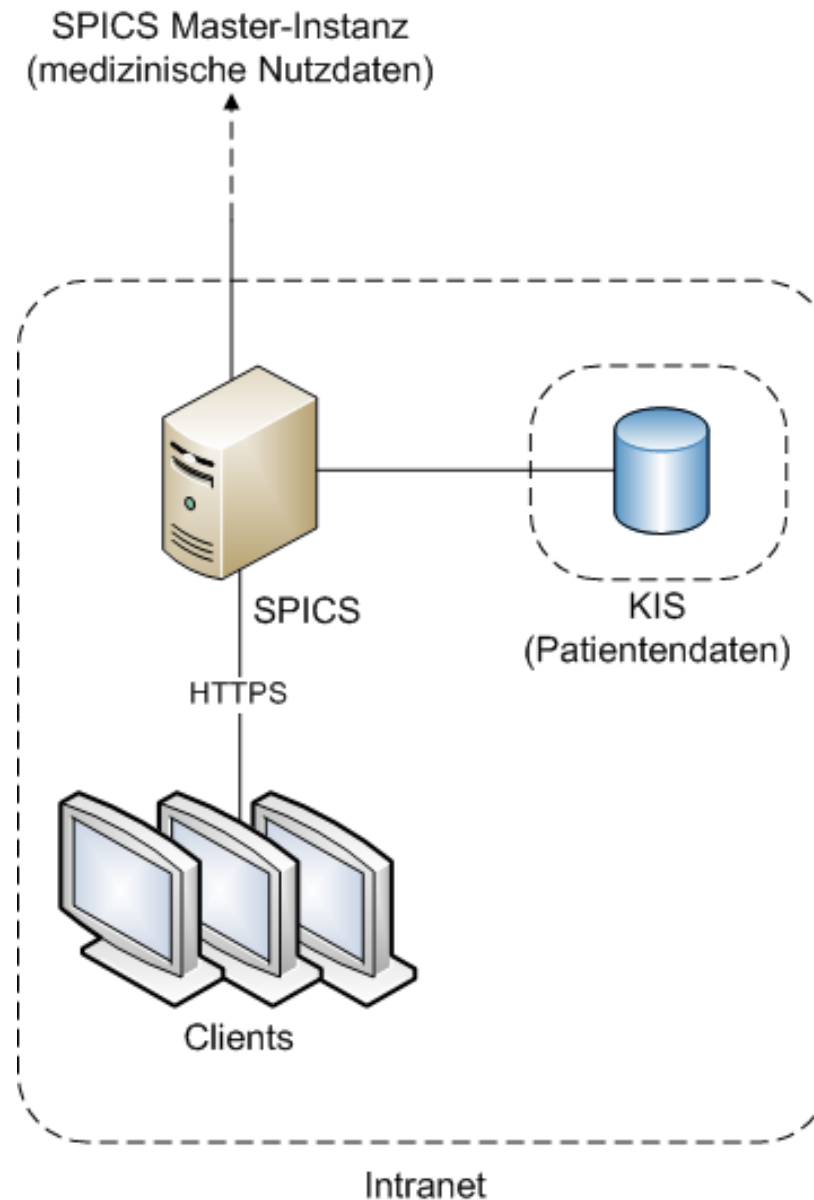 SPICS Master-Instanz
(medizinische Nutzdaten)
SPICS
KIS
(Patientendaten)
HTTPS
Clients
Intranet